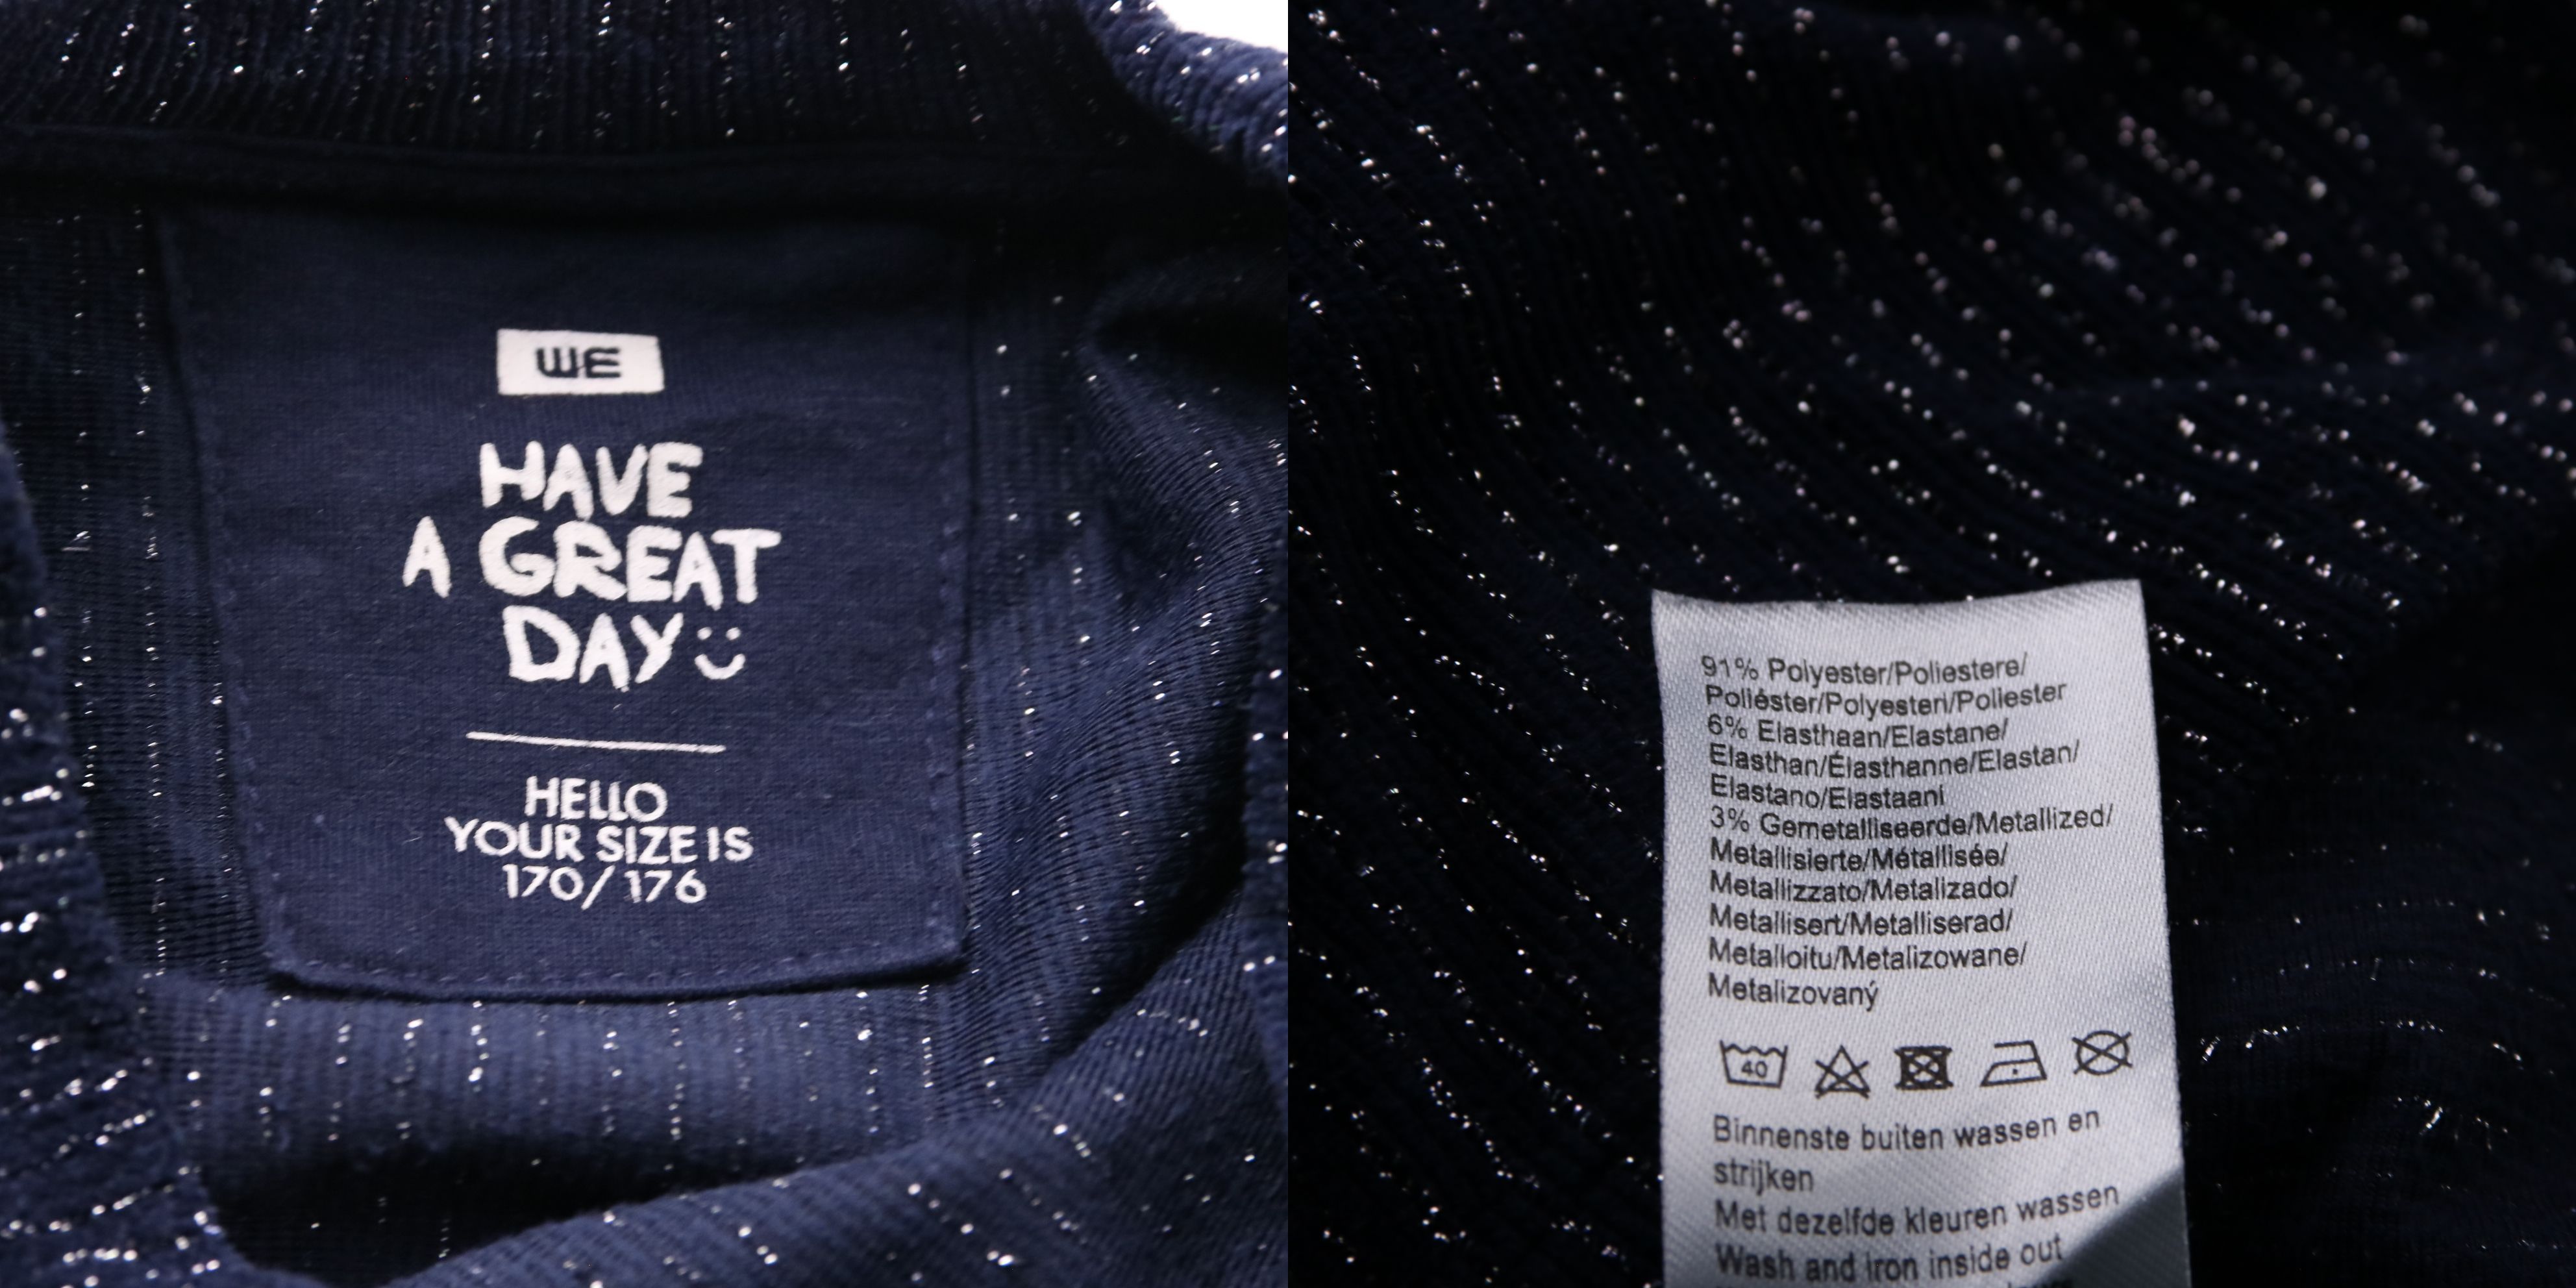 WE
HAVE
A GREAT
DAY
HELLO
YOUR SIZE IS
170/176
91% Polyester/Poliestere/
Poliéster/Polyesteri/Poliester
6% Elasthaan/Elastane/
Elasthan/Élasthanne/Elastan/
Elastano/Elastaani
3% Gemetalliseerde/Metallized/
Metallisierte/Métallisée/
Metallizzato/Metalizado/
Metallisert/Metalliserad/
Metalloitu/Metalizowane/
Metalizovaný
40
Binnenste buiten wassen en
strijken
Met dezelfde kleuren wassen
Wash and iron inside out